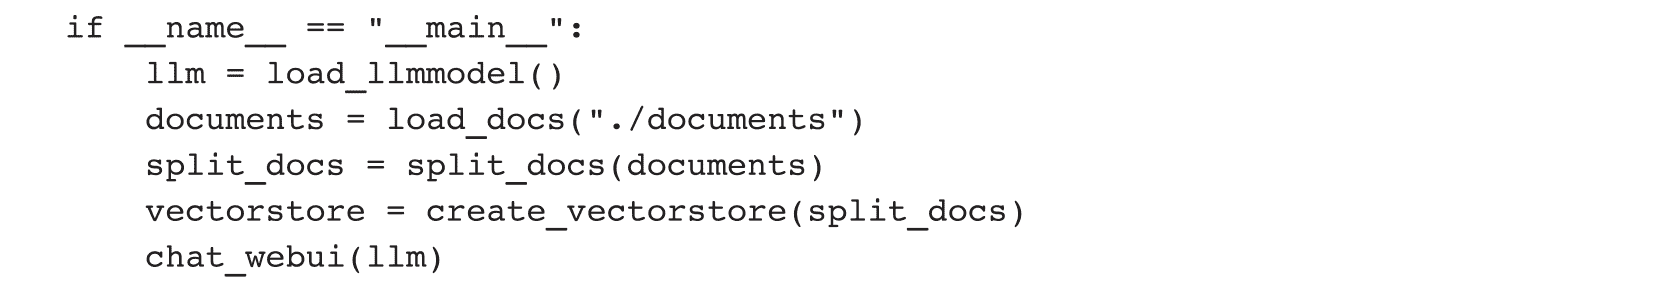 if __name__ == "__main__":
    llm = load_llmmodel()
    documents = load_docs("./documents")
    split_docs = split_docs(documents)
    vectorstore = create_vectorstore(split_docs)
    chat_webui(llm)